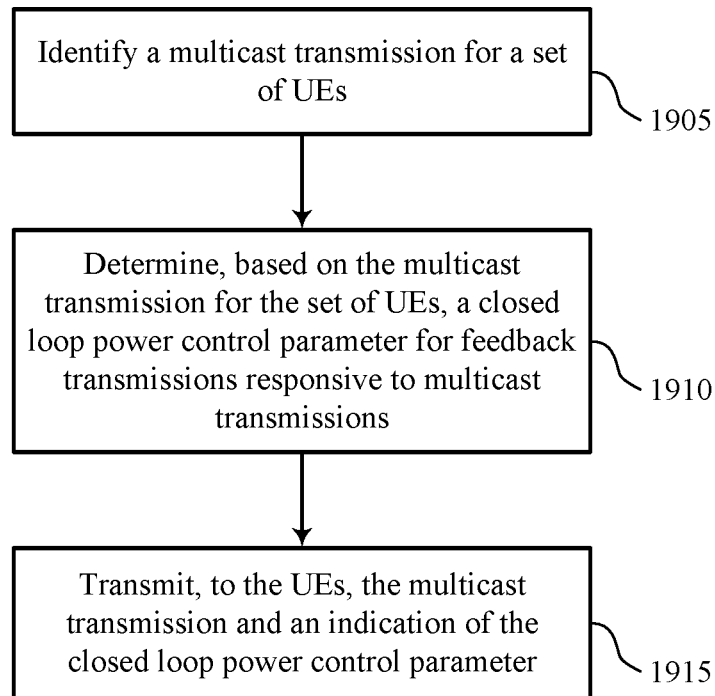 Identify a multicast transmission for a set
of UEs
1905
Determine, based on the multicast
transmission for the set of UEs, a closed
loop power control parameter for feedback
transmissions responsive to multicast
transmissions
1910
Transmit, to the UEs, the multicast
transmission and an indication of the
closed loop power control parameter
1915